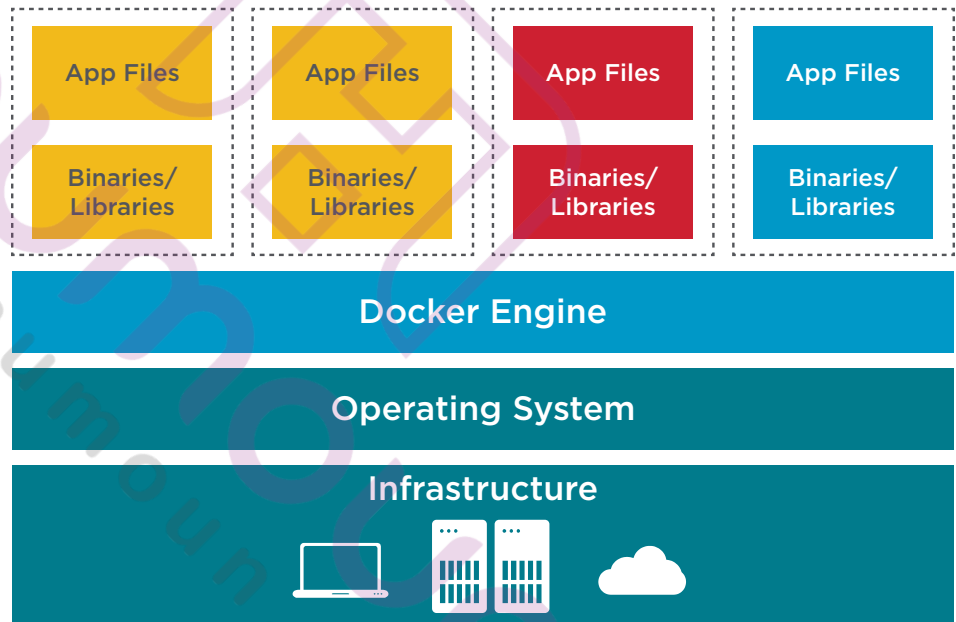 App Files
App Files
App Files
App Files
Binaries/
Libraries
Binaries/
Libraries
Binaries/
Libraries
Binaries/
Libraries
Docker Engine
Operating System
Infrastructure